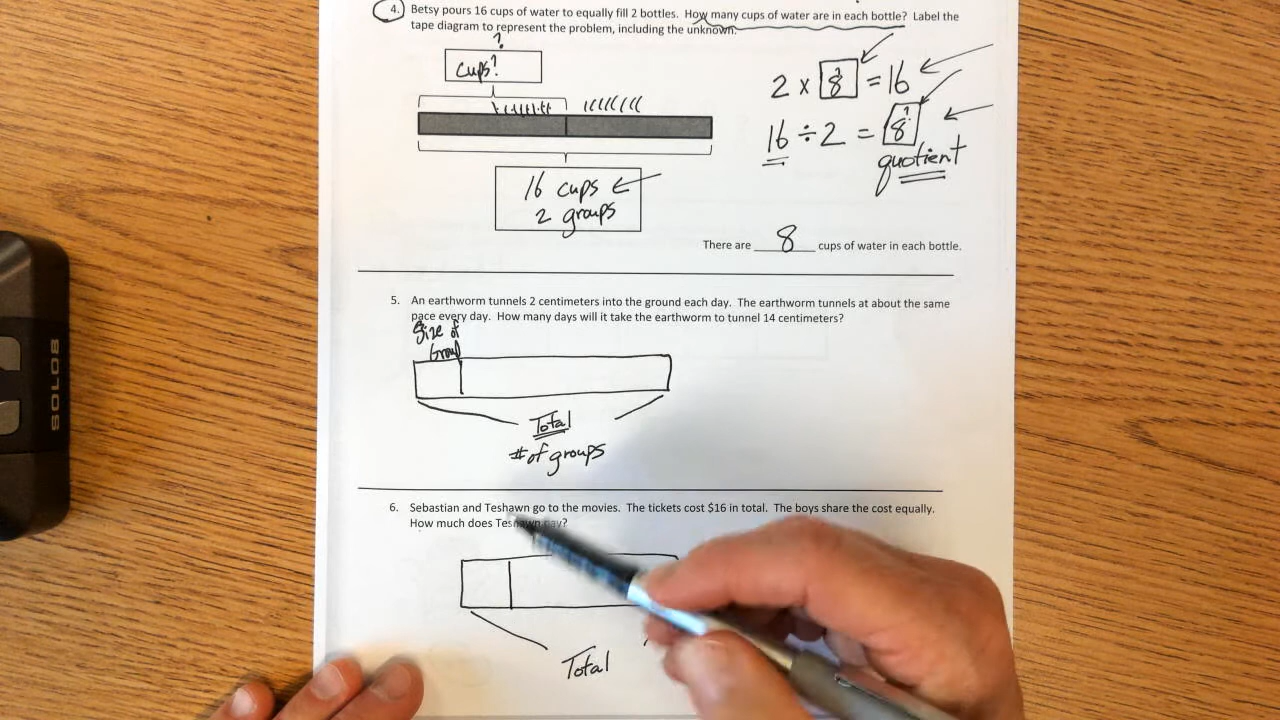 4. Betsy pours 16 cups of water to equally fill 2 bottles. How many cups of water are in each bottle? Label the
tape diagram to represent the problem, including the unknown.
?
cups?
16 cups
2 groups
2 x 8 = 16
16 ÷ 2 = 8
quotient
There are 8 cups of water in each bottle.
5. An earthworm tunnels 2 centimeters into the ground each day. The earthworm tunnels at about the same
pace every day. How many days will it take the earthworm to tunnel 14 centimeters?
Size of
Group
Total
# of groups
6. Sebastian and Teshawn go to the movies. The tickets cost $16 in total. The boys share the cost equally.
How much does Teshawn pay?
Total
SOLO8